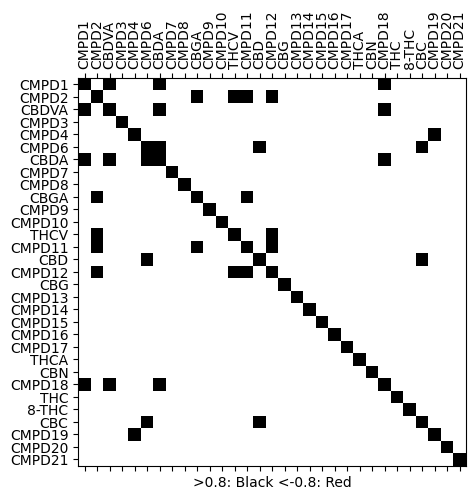 CMPD1
CMPD2
CBDVA
CMPD3
CMPD4
CMPD6
CBDA
CMPD7
CMPD8
CBGA
CMPD9
CMPD10
THCV
CMPD11
CBD
CMPD12
CBG
CMPD13
CMPD14
CMPD15
CMPD16
CMPD17
THCA
CBN
CMPD18
THC
8-THC
CBC
CMPD19
CMPD20
CMPD21
CMPD1
CMPD2
CBDVA
CMPD3
CMPD4
CMPD6
CBDA
CMPD7
CMPD8
CBGA
CMPD9
CMPD10
THCV
CMPD11
CBD
CMPD12
CBG
CMPD13
CMPD14
CMPD15
CMPD16
CMPD17
THCA
CBN
CMPD18
THC
8-THC
CBC
CMPD19
CMPD20
CMPD21
>0.8: Black <-0.8: Red